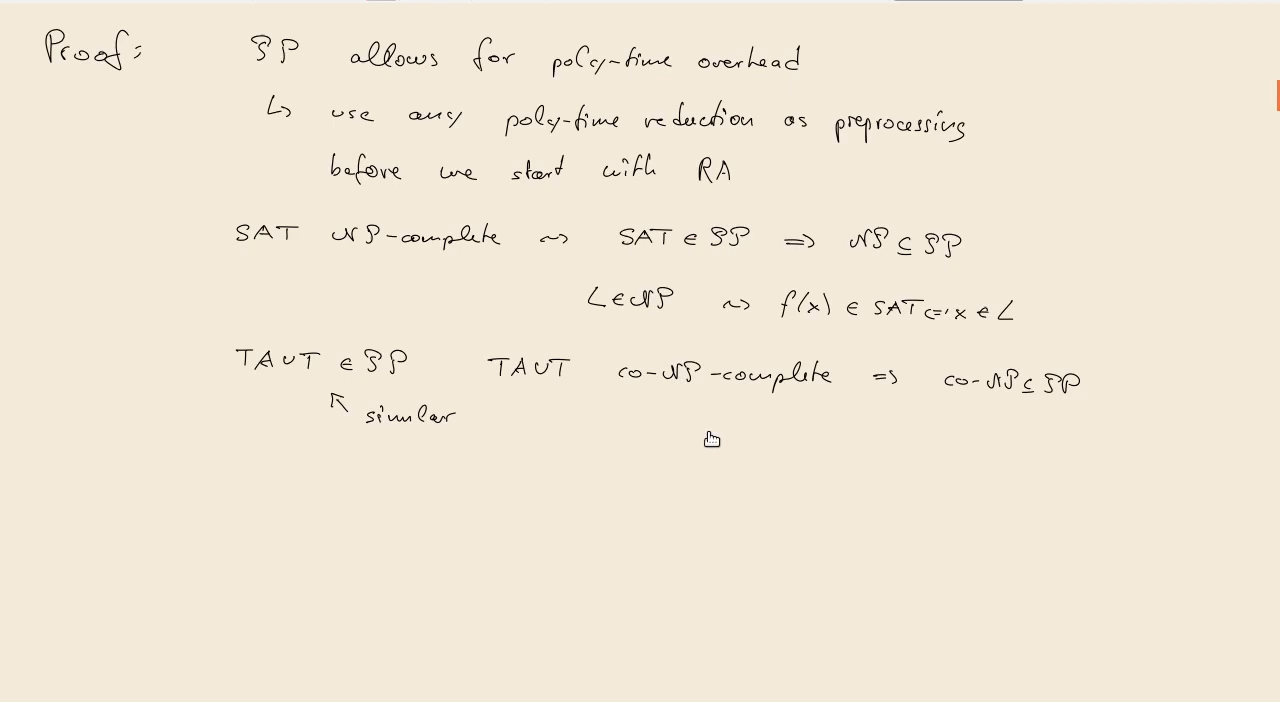 Proof: PP allows for poly-time overhead
↳ use any poly-time reduction as preprocessing
before we start with RA
SAT NP-complete ⇝ SAT ∈ PP ⟹ NP ⊆ PP
L ∈ NP ⇝ f(x) ∈ SAT ⟺ x ∈ L
TAUT ∈ PP TAUT co-NP-complete ⟹ co-NP ⊆ PP
↖ similar